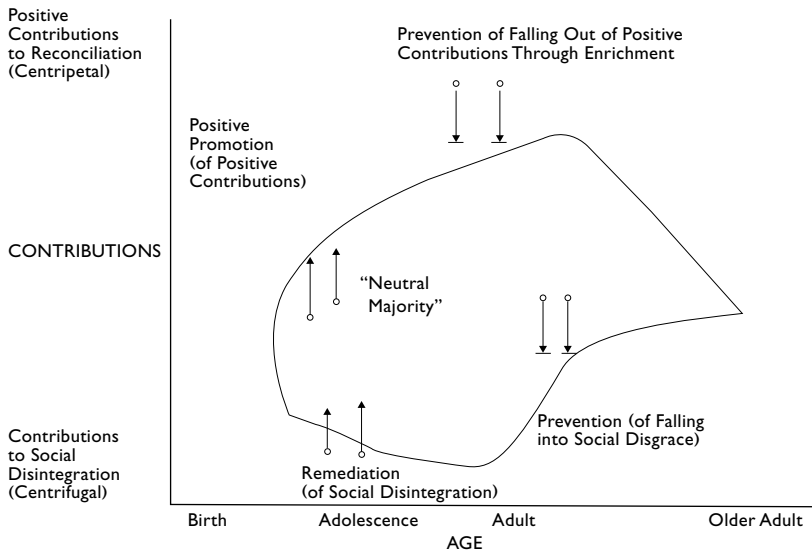 Positive
Contributions
to Reconciliation
(Centripetal)
Prevention of Falling Out of Positive
Contributions Through Enrichment
Positive
Promotion
(of Positive
Contributions)
CONTRIBUTIONS
“Neutral
Majority”
Contributions
to Social
Disintegration
(Centrifugal)
Prevention (of Falling
into Social Disgrace)
Remediation
(of Social Disintegration)
Birth
Adolescence
Adult
Older Adult
AGE